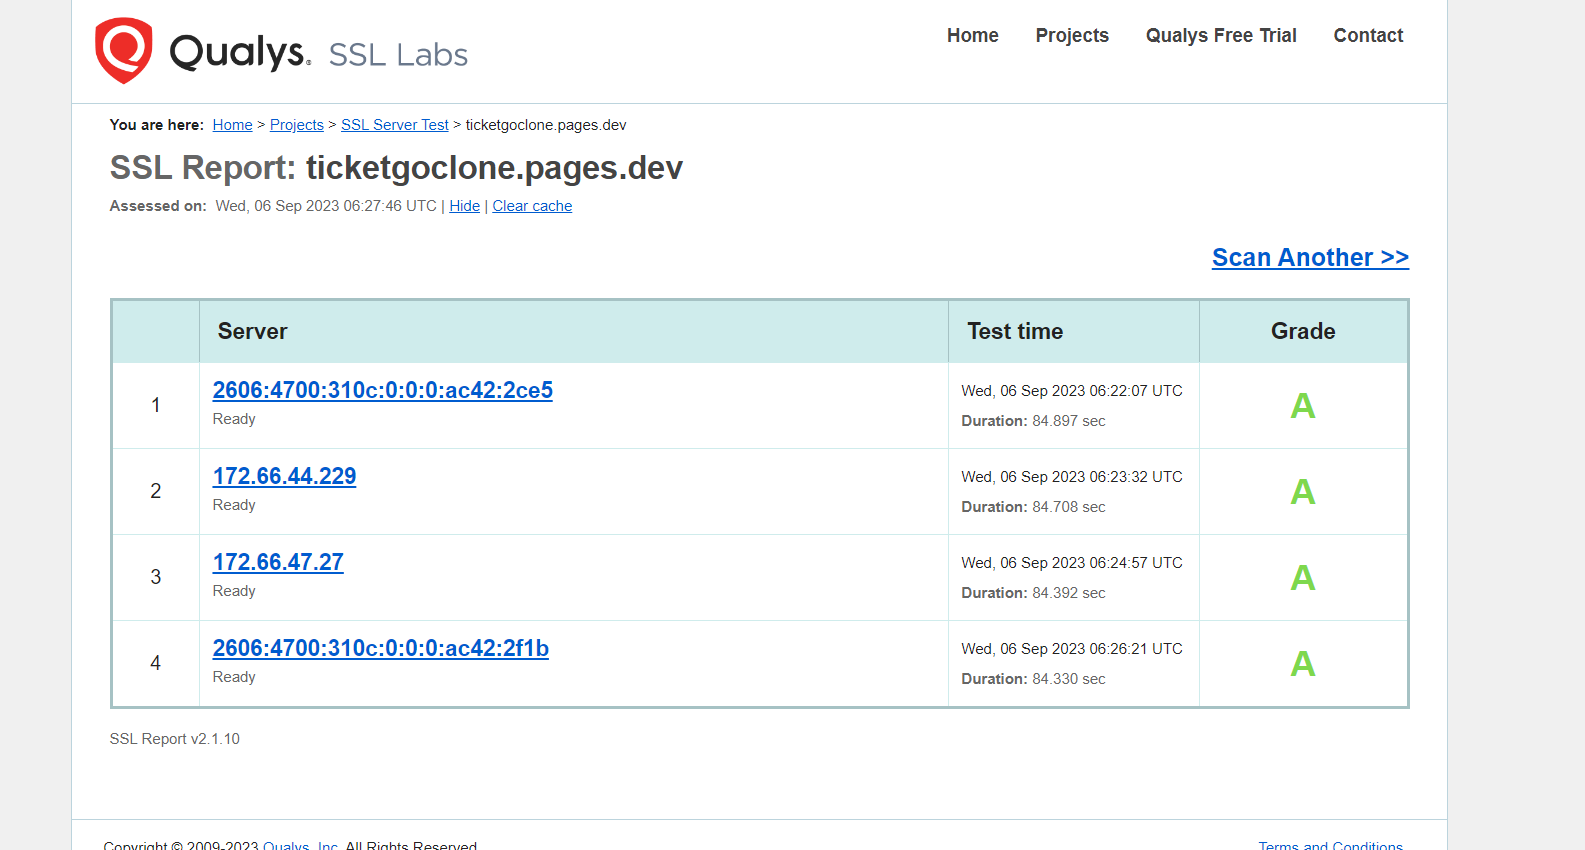 Qualys. SSL Labs
Home Projects Qualys Free Trial Contact
You are here: Home > Projects > SSL Server Test > ticketgoclone.pages.dev
SSL Report: ticketgoclone.pages.dev
Assessed on: Wed, 06 Sep 2023 06:27:46 UTC | Hide | Clear cache
Scan Another >>
Server Test time Grade
1 2606:4700:310c:0:0:0:ac42:2ce5 Wed, 06 Sep 2023 06:22:07 UTC A
Ready Duration: 84.897 sec
2 172.66.44.229 Wed, 06 Sep 2023 06:23:32 UTC A
Ready Duration: 84.708 sec
3 172.66.47.27 Wed, 06 Sep 2023 06:24:57 UTC A
Ready Duration: 84.392 sec
4 2606:4700:310c:0:0:0:ac42:2f1b Wed, 06 Sep 2023 06:26:21 UTC A
Ready Duration: 84.330 sec
SSL Report v2.1.10
Copyright © 2009-2023 Qualys, Inc. All Rights Reserved. Terms and Conditions